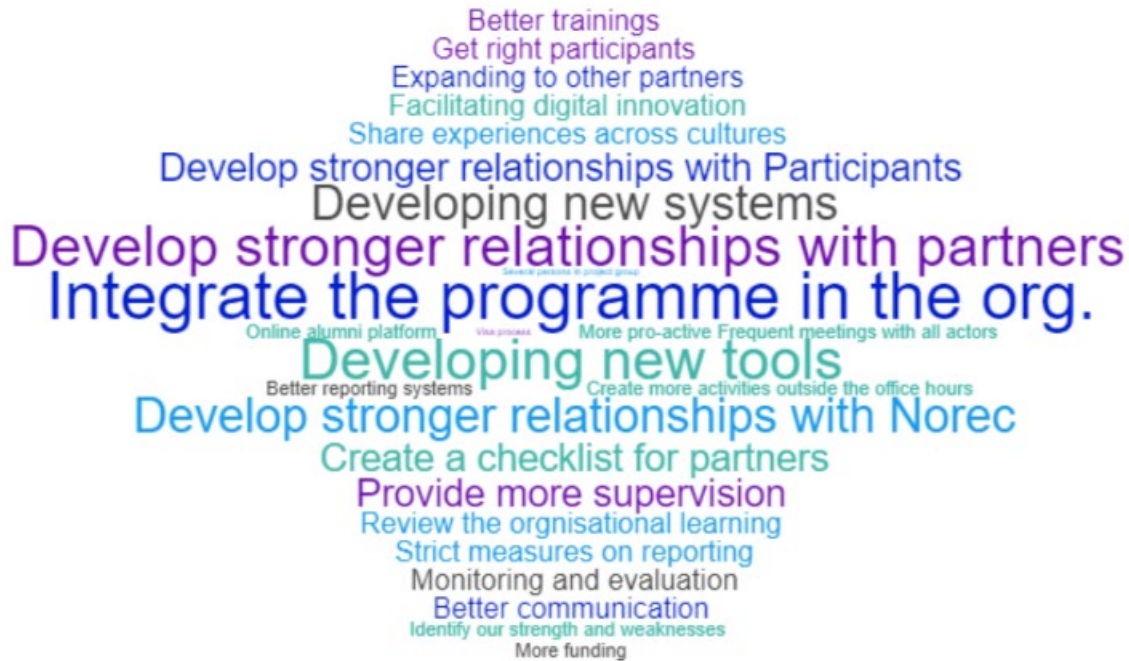 Better trainings
Get right participants
Expanding to other partners
Facilitating digital innovation
Share experiences across cultures
Develop stronger relationships with Participants
Developing new systems
Develop stronger relationships with partners
Several persons in project group
Integrate the programme in the org.
Online alumni platform
Visa process
More pro-active Frequent meetings with all actors
Developing new tools
Better reporting systems
Create more activities outside the office hours
Develop stronger relationships with Norec
Create a checklist for partners
Provide more supervision
Review the orgnisational learning
Strict measures on reporting
Monitoring and evaluation
Better communication
Identify our strength and weaknesses
More funding